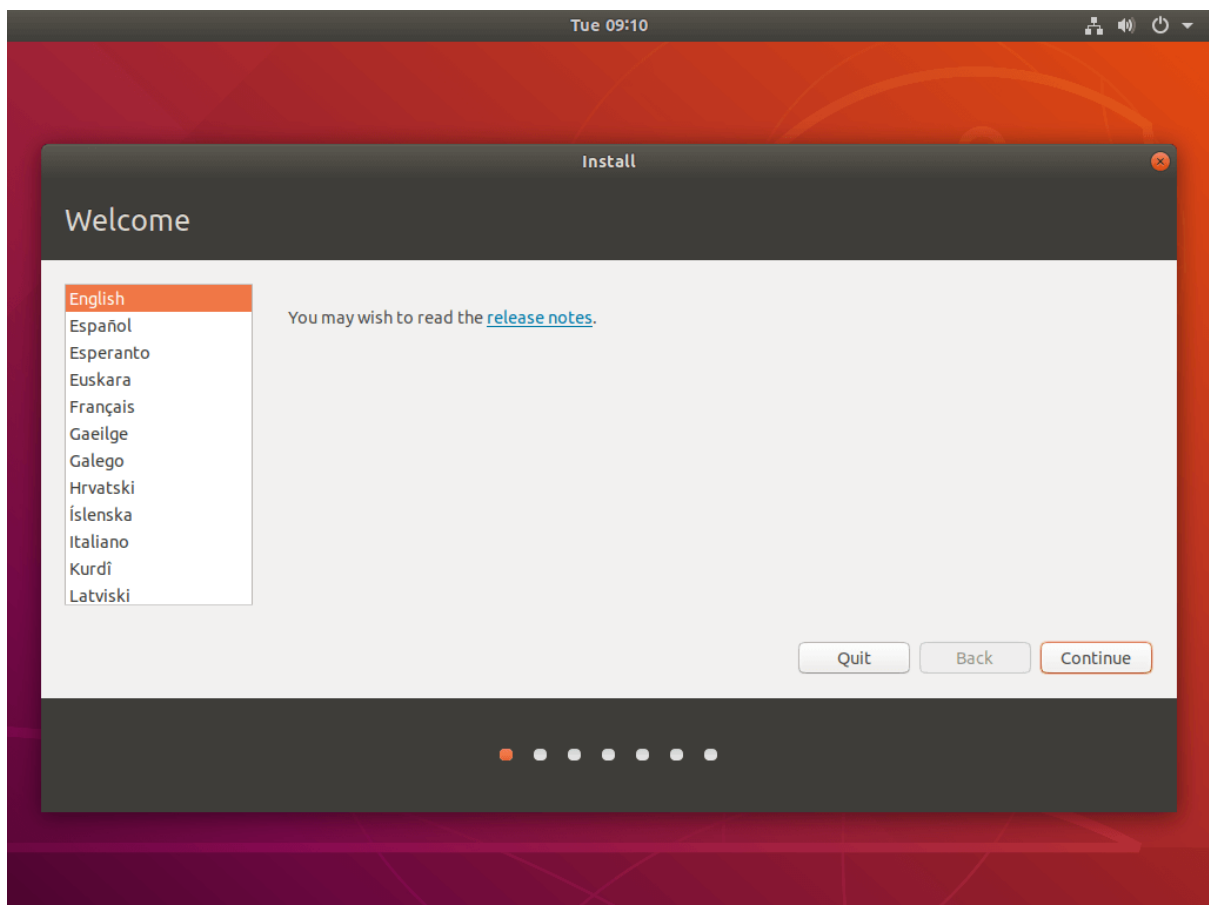 Tue 09:10
Install
Welcome
English
Español
Esperanto
Euskara
Français
Gaeilge
Galego
Hrvatski
Íslenska
Italiano
Kurdî
Latviski
You may wish to read the release notes.
Quit
Back
Continue